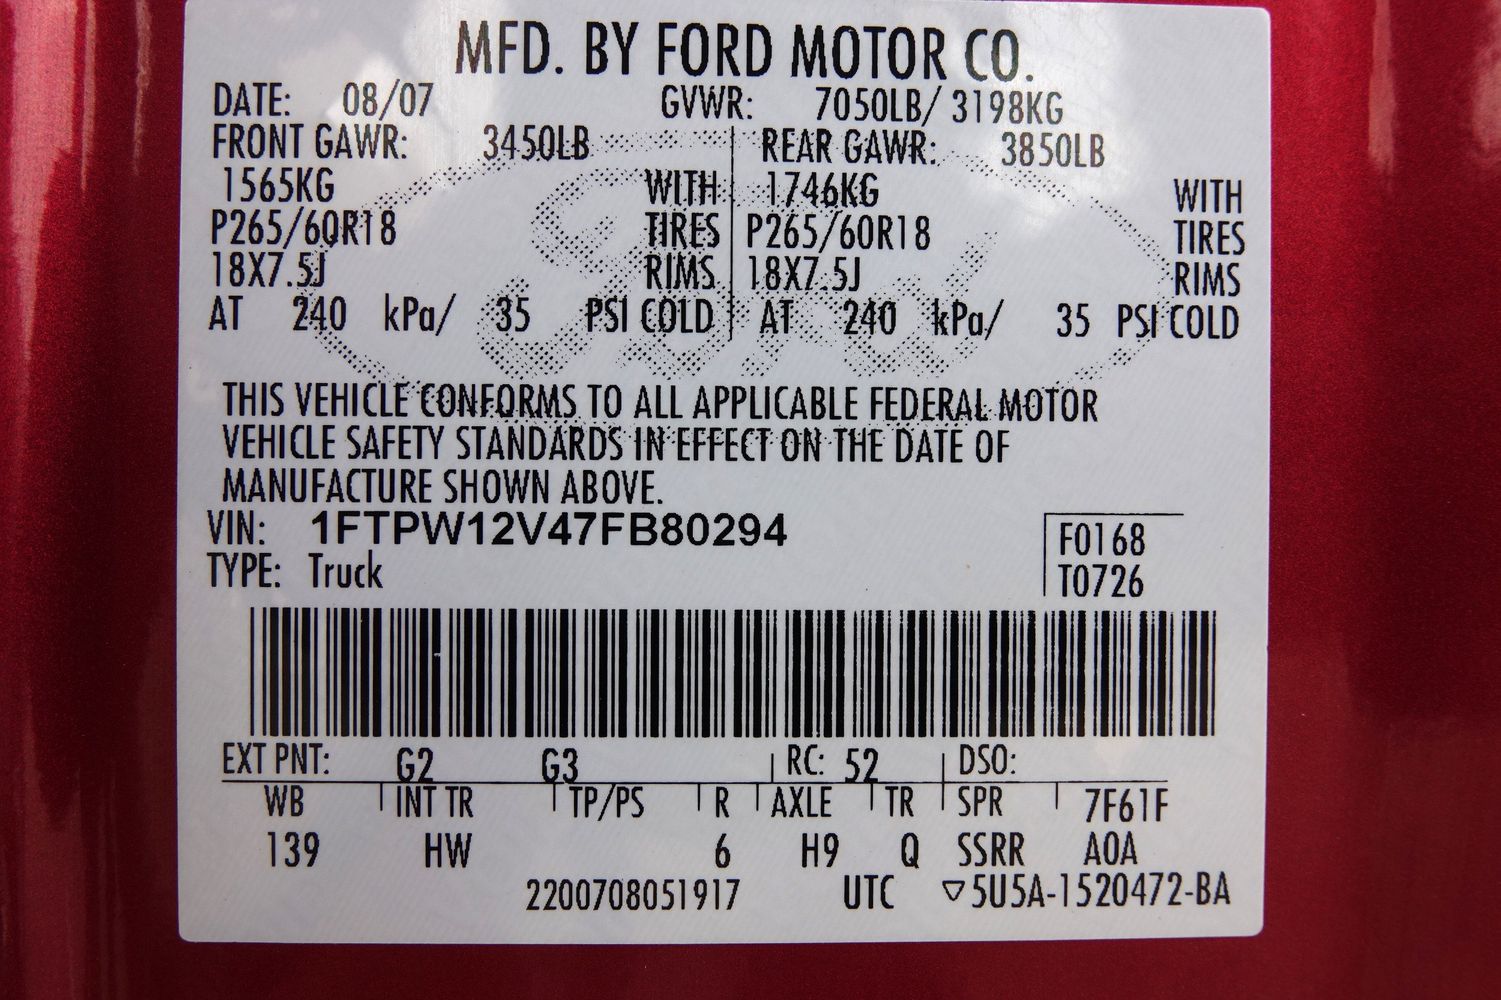 MFD. BY FORD MOTOR CO.
DATE: 08/07 GVWR: 7050LB/ 3198KG
FRONT GAWR: 3450LB REAR GAWR: 3850LB
1565KG WITH 1746KG WITH
P265/60R18 TIRES P265/60R18 TIRES
18X7.5J RIMS 18X7.5J RIMS
AT 240 kPa/ 35 PSI COLD AT 240 kPa/ 35 PSI COLD
THIS VEHICLE CONFORMS TO ALL APPLICABLE FEDERAL MOTOR
VEHICLE SAFETY STANDARDS IN EFFECT ON THE DATE OF
MANUFACTURE SHOWN ABOVE.
VIN: 1FTPW12V47FB80294 F0168
TYPE: Truck T0726
EXT PNT: G2 G3 RC: 52 DSO:
WB INT TR TP/PS R AXLE TR SPR 7F61F
139 HW 6 H9 Q SSRR A0A
2200708051917 UTC ▽5U5A-1520472-BA
Ford